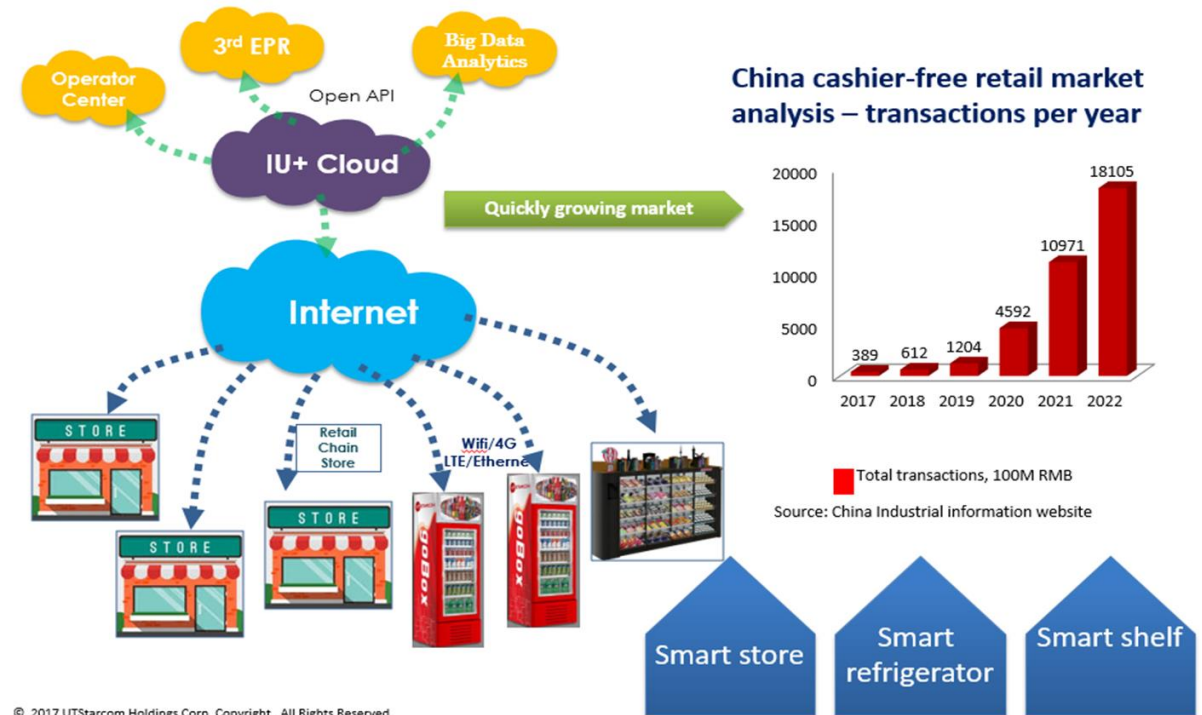 Operator
Center
3rd EPR
Big Data
Analytics
Open API
IU+ Cloud
Quickly growing market
Internet
STORE
STORE
Retail
Chain
Store
STORE
Wifi/4G
LTE/Etherne
goBox
goBox
China cashier-free retail market
analysis – transactions per year
20000
15000
10000
5000
0
389
612
1204
4592
10971
18105
2017 2018 2019 2020 2021 2022
Total transactions, 100M RMB
Source: China Industrial information website
Smart store
Smart
refrigerator
Smart shelf
© 2017 UTStarcom Holdings Corp. Copyright. All Rights Reserved